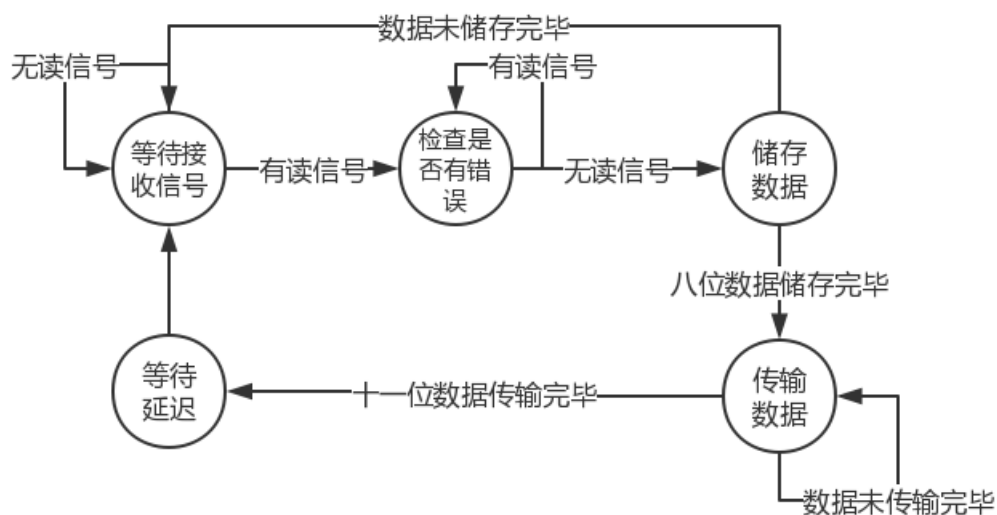 数据未储存完毕
无读信号
有读信号
等待接
收信号
有读信号
检查是
否有错
误
无读信号
储存
数据
八位数据储存完毕
等待
延迟
十一位数据传输完毕
传输
数据
数据未传输完毕